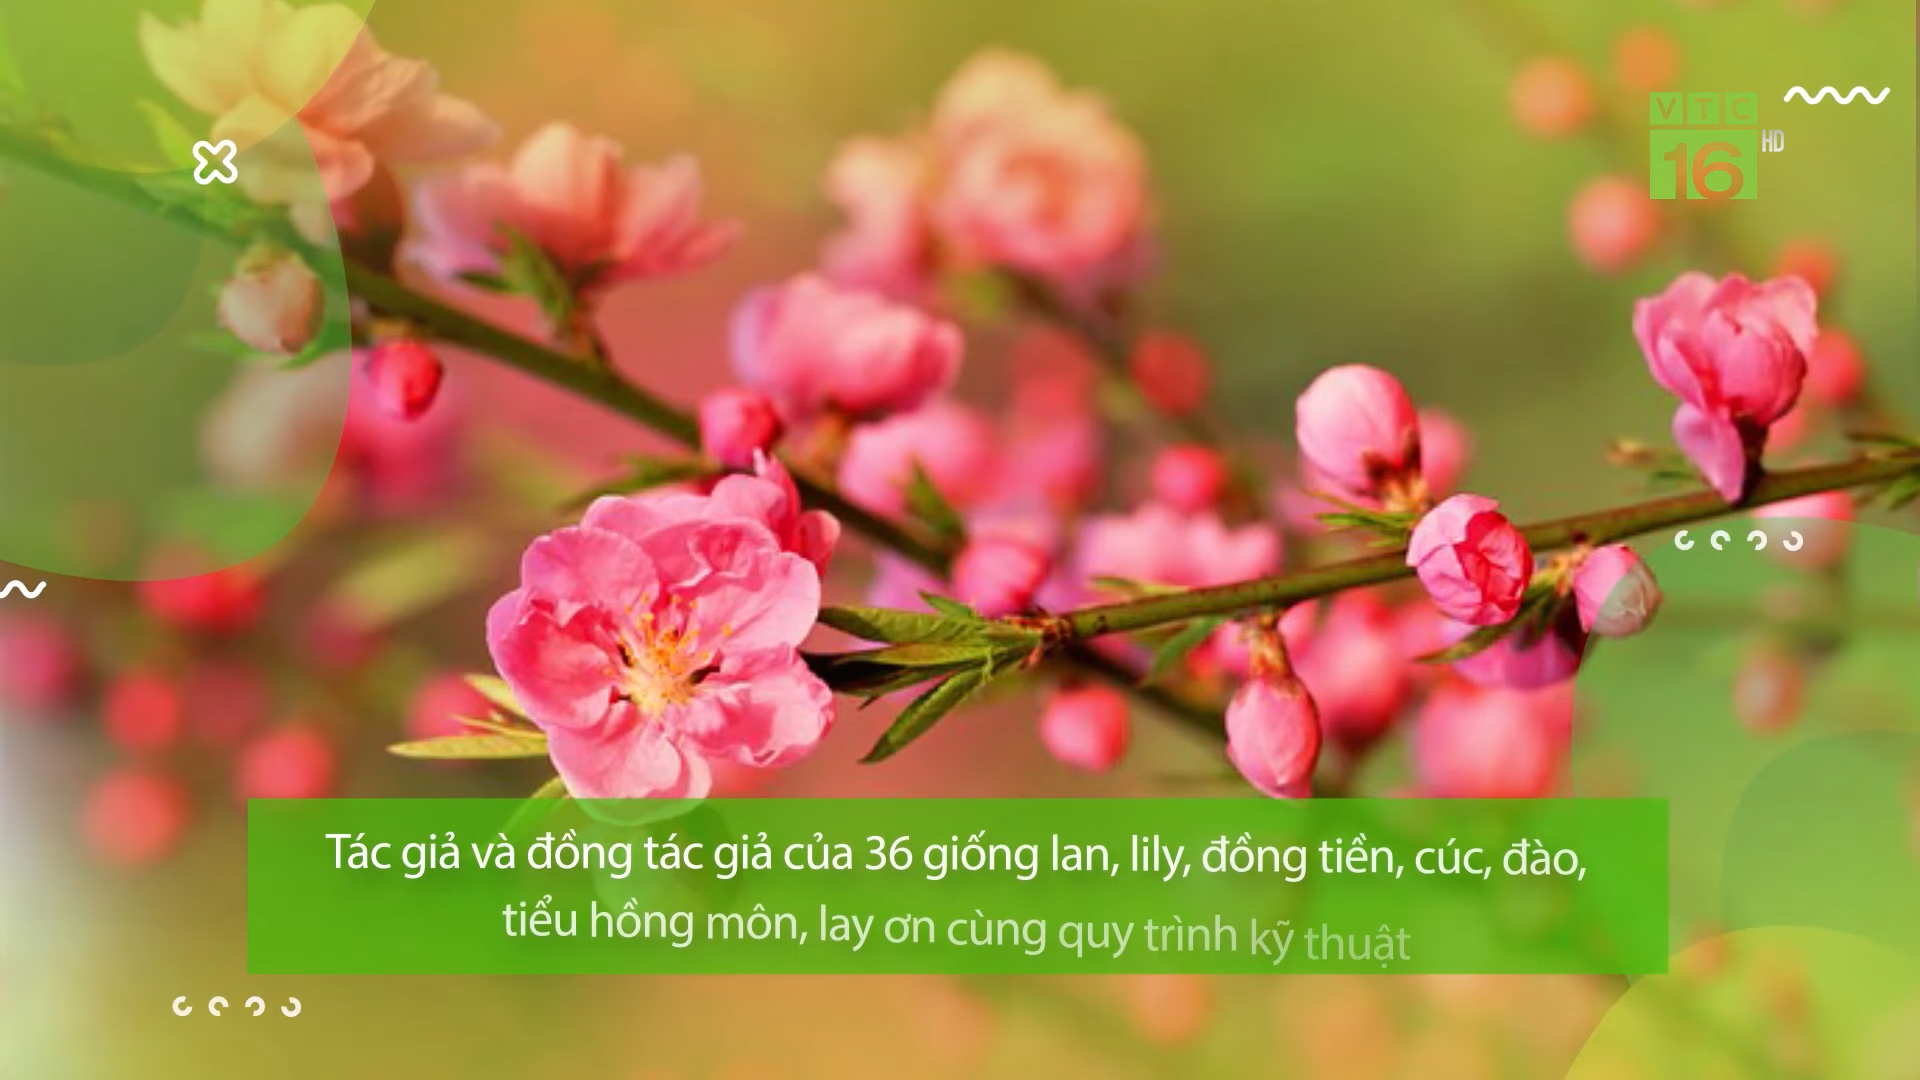 VTC
16
HD
Tác giả và đồng tác giả của 36 giống lan, lily, đồng tiền, cúc, đào,
tiểu hồng môn, lay ơn cùng quy trình kỹ thuật